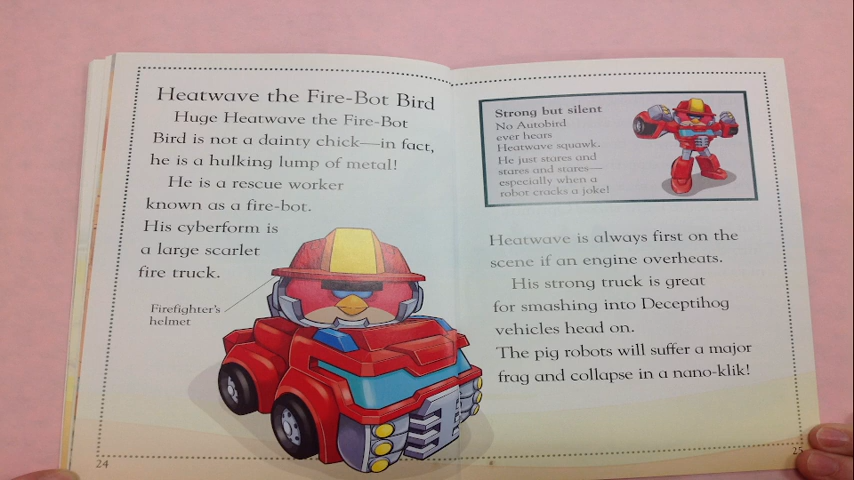 Heatwave the Fire-Bot Bird
Huge Heatwave the Fire-Bot
Bird is not a dainty chick—in fact,
he is a hulking lump of metal!
He is a rescue worker
known as a fire-bot.
His cyberform is
a large scarlet
fire truck.
Firefighter's
helmet
24
Strong but silent
No Autobird
ever hears
Heatwave squawk.
He just stares and
stares and stares—
especially when a
robot cracks a joke!
Heatwave is always first on the
scene if an engine overheats.
His strong truck is great
for smashing into Deceptihog
vehicles head on.
The pig robots will suffer a major
frag and collapse in a nano-klik!
25